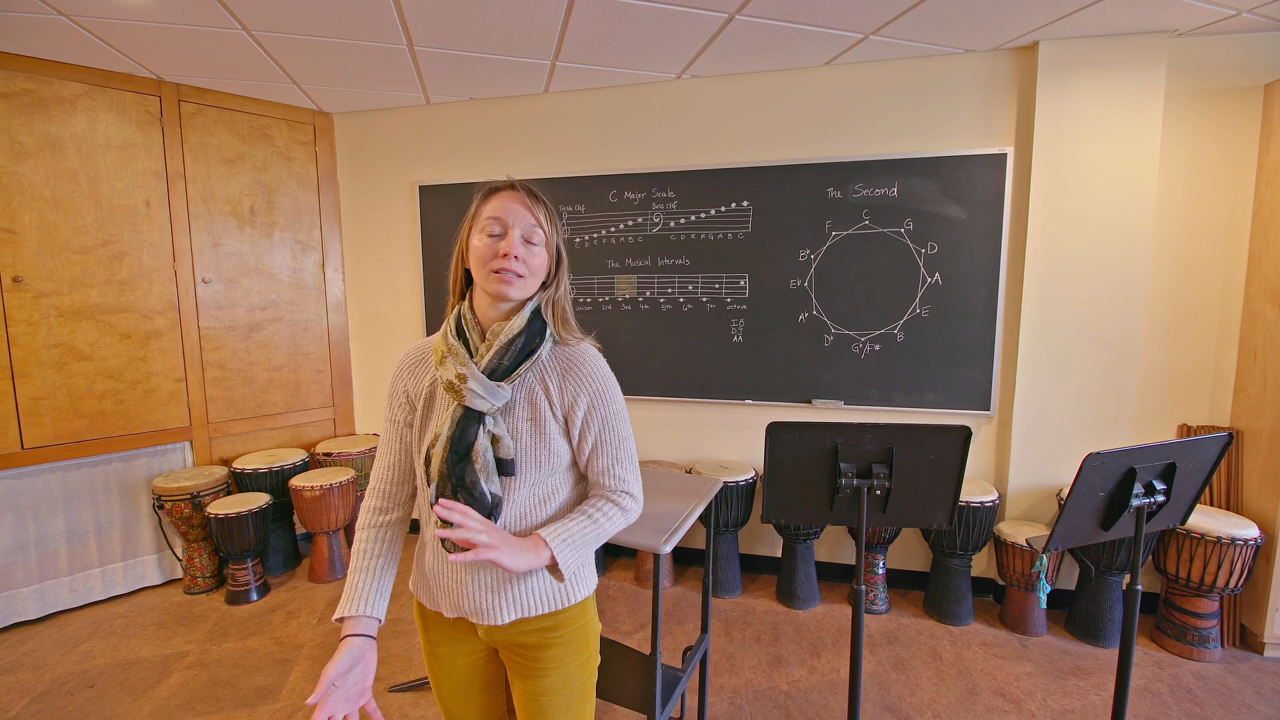 C Major Scale
Treble Clef
Bass Clef
C D E F G A B C
C D E F G A B C
The Musical Intervals
unison 2nd 3rd 4th 5th 6th 7th octave
The Second
C
F
G
B♭
D
E♭
A
A♭
E
D♭
B
G♭/F#